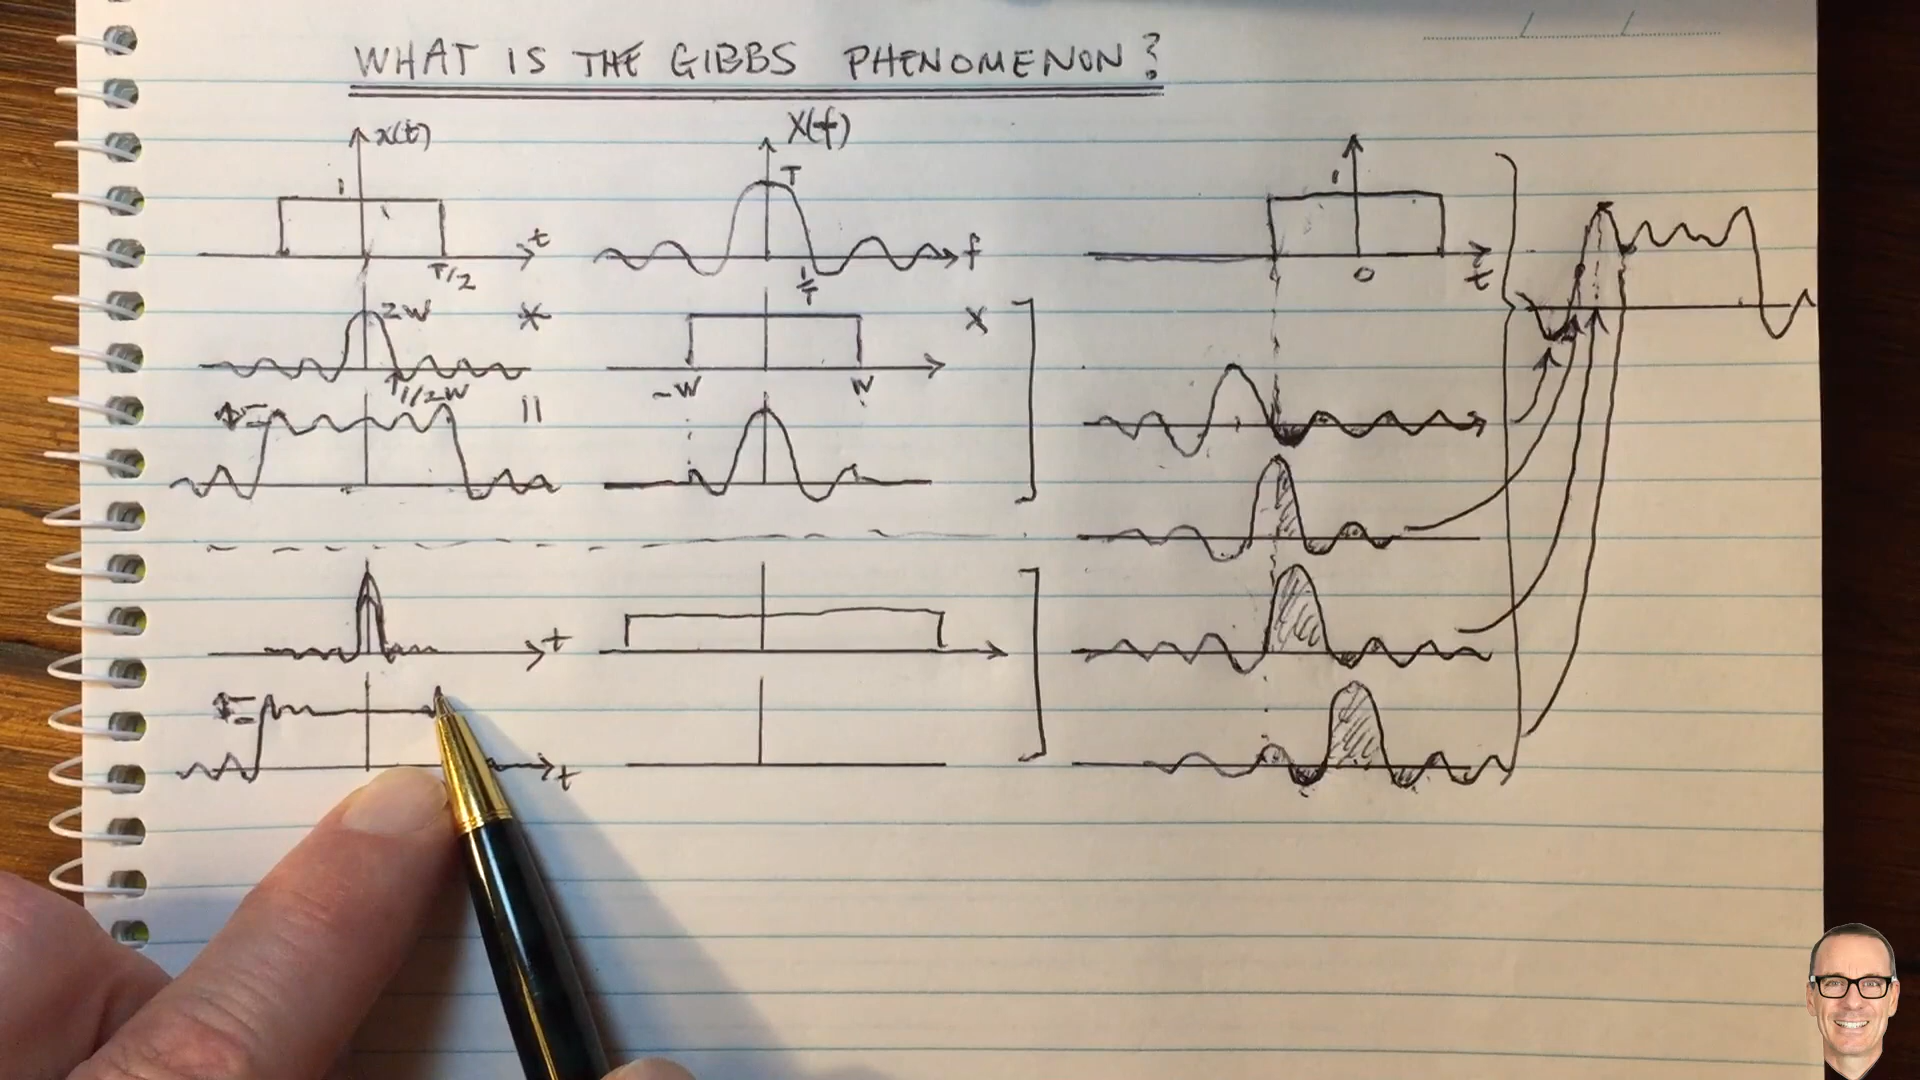 WHAT IS THE GIBBS PHENOMENON?
x(t) X(f)
1 T 1
t f t
T/2 1/T 0
2W * X
1/2W -W W
=
t
t